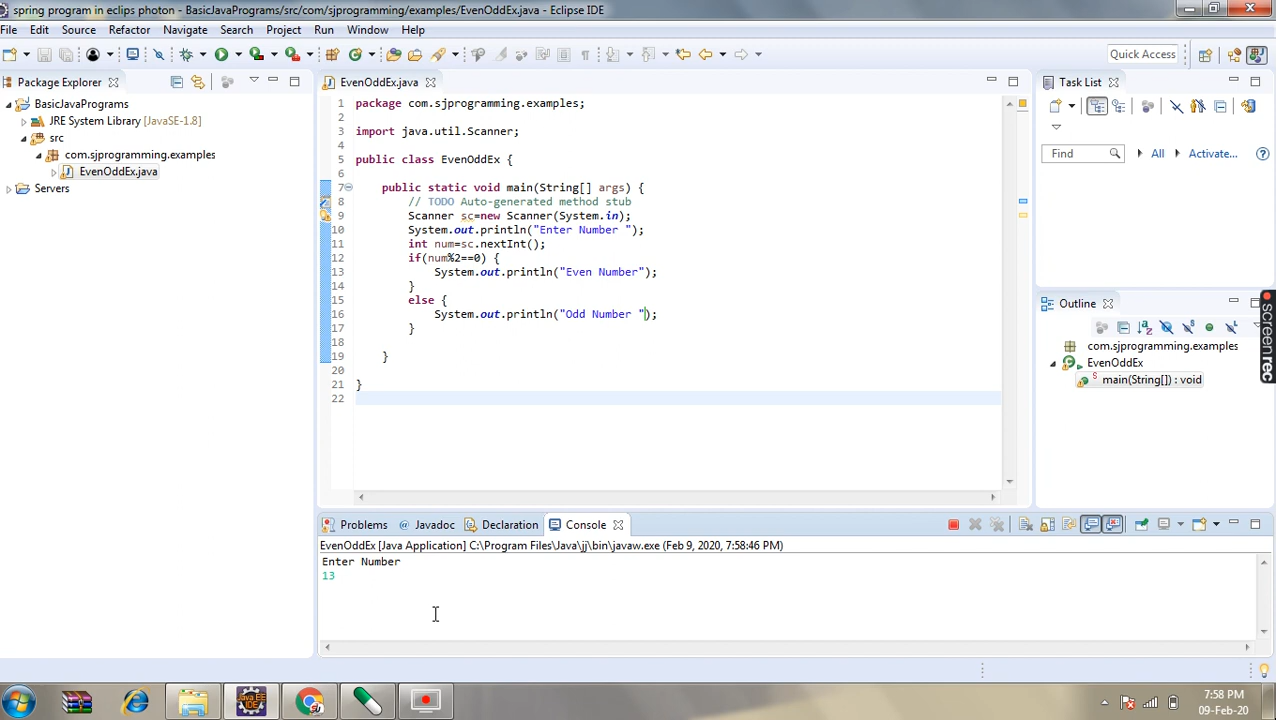 spring program in eclips photon - BasicJavaPrograms/src/com/sjprogramming/examples/EvenOddEx.java - Eclipse IDE
File Edit Source Refactor Navigate Search Project Run Window Help
Quick Access
Package Explorer
BasicJavaPrograms
JRE System Library [JavaSE-1.8]
src
com.sjprogramming.examples
EvenOddEx.java
Servers
EvenOddEx.java
1 package com.sjprogramming.examples;
2
3 import java.util.Scanner;
4
5 public class EvenOddEx {
6
7 public static void main(String[] args) {
8 // TODO Auto-generated method stub
9 Scanner sc=new Scanner(System.in);
10 System.out.println("Enter Number ");
11 int num=sc.nextInt();
12 if(num%2==0) {
13 System.out.println("Even Number");
14 }
15 else {
16 System.out.println("Odd Number ");
17 }
18
19 }
20
21 }
22
Task List
Find All Activate...
Outline
com.sjprogramming.examples
EvenOddEx
main(String[]) : void
screenrec
Problems Javadoc Declaration Console
EvenOddEx [Java Application] C:\Program Files\Java\jj\bin\javaw.exe (Feb 9, 2020, 7:58:46 PM)
Enter Number
13
Java EE
IDE
7:58 PM
09-Feb-20